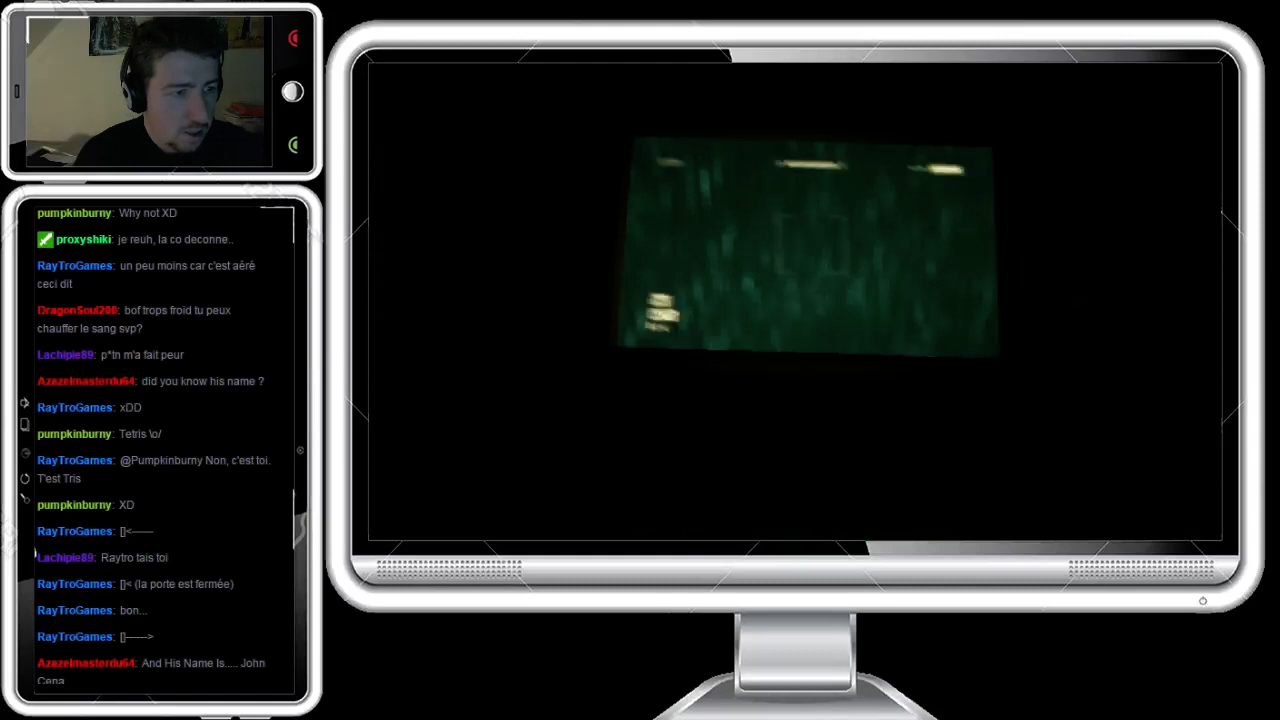 pumpkinburny: Why not XD
proxyshiki: je reuh, la co deconne..
RayTroGames: un peu moins car c'est aéré
ceci dit
DragonSoul200: bof trops froid tu peux
chauffer le sang svp?
Lachipie89: p*tn m'a fait peur
Azazelmasterdu64: did you know his name ?
RayTroGames: xDD
pumpkinburny: Tetris \o/
RayTroGames: @Pumpkinburny Non, c'est toi.
T'est Tris
pumpkinburny: XD
RayTroGames: []<------
Lachipie89: Raytro tais toi
RayTroGames: []< (la porte est fermée)
RayTroGames: bon...
RayTroGames: []------>
Azazelmasterdu64: And His Name Is..... John
Cena